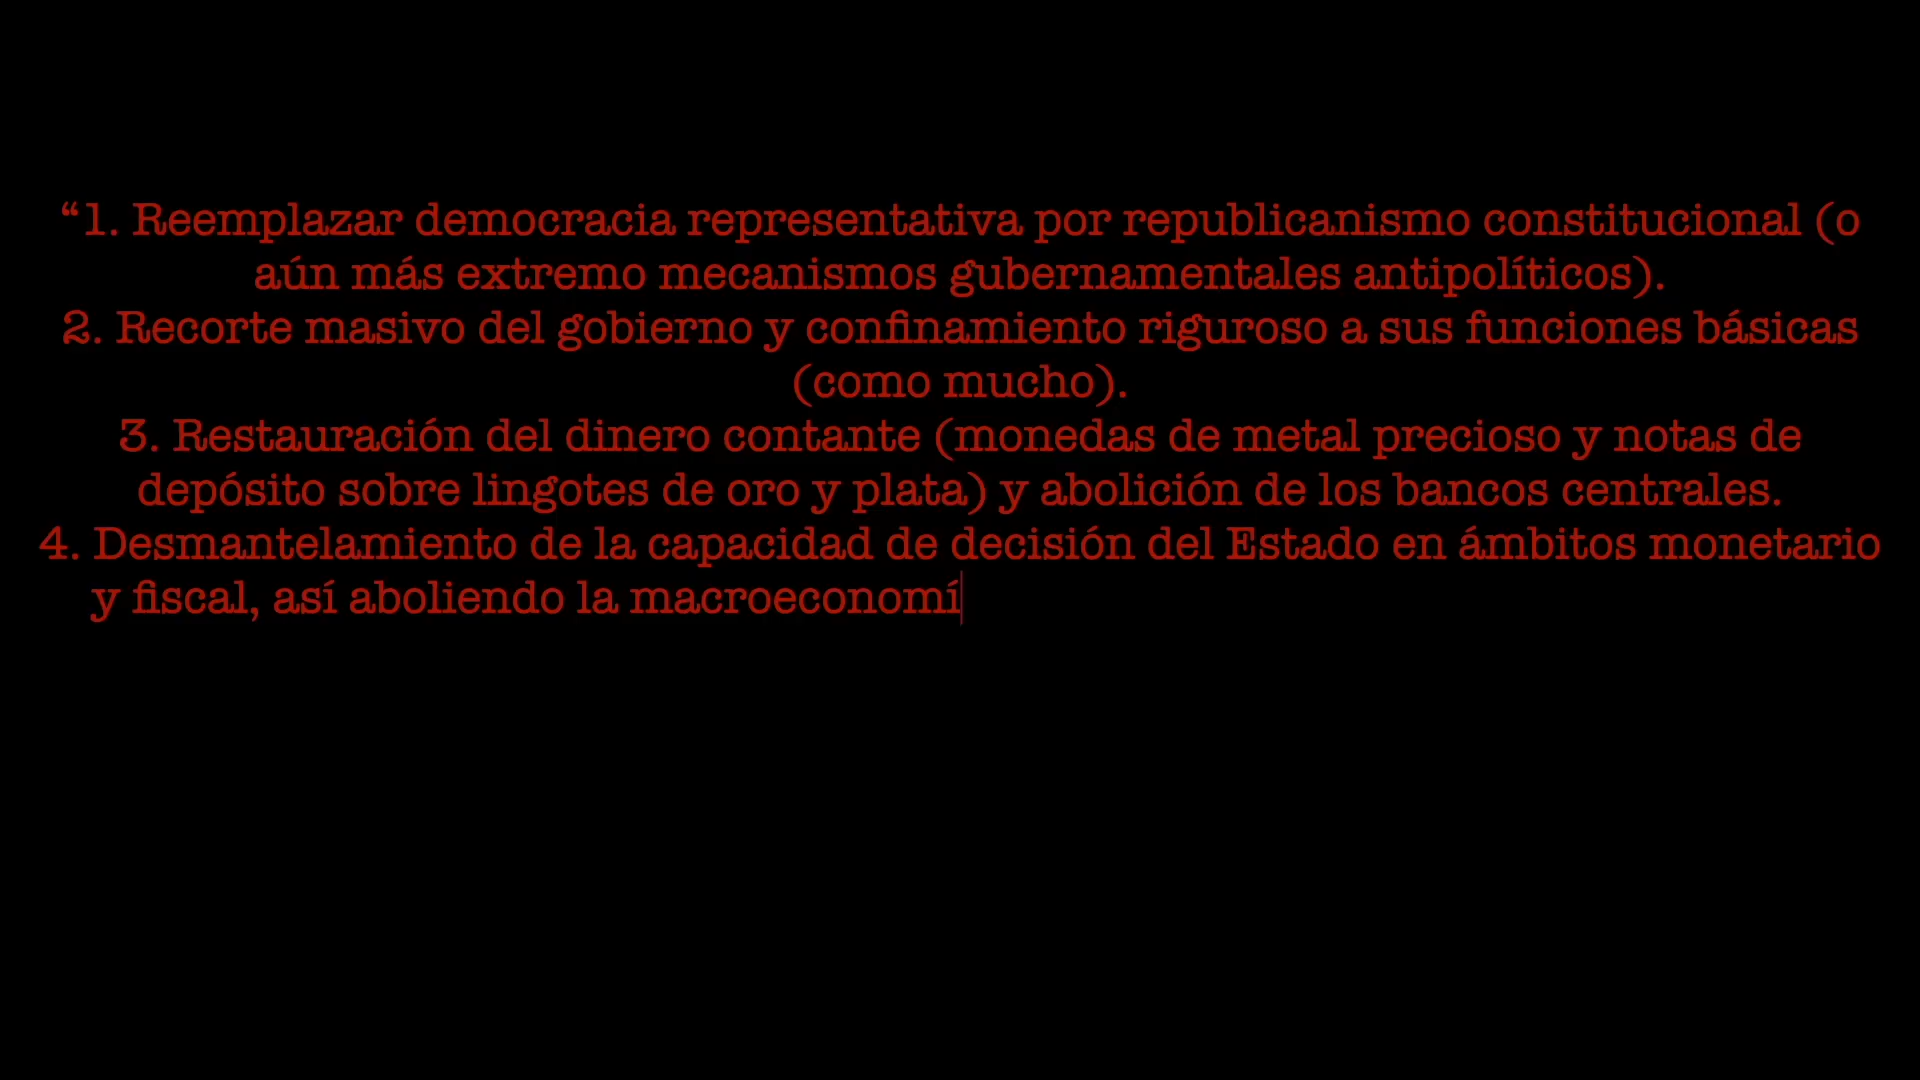 “1. Reemplazar democracia representativa por republicanismo constitucional (o
aún más extremo mecanismos gubernamentales antipolíticos).
2. Recorte masivo del gobierno y confinamiento riguroso a sus funciones básicas
(como mucho).
3. Restauración del dinero contante (monedas de metal precioso y notas de
depósito sobre lingotes de oro y plata) y abolición de los bancos centrales.
4. Desmantelamiento de la capacidad de decisión del Estado en ámbitos monetario
y fiscal, así aboliendo la macroeconomí